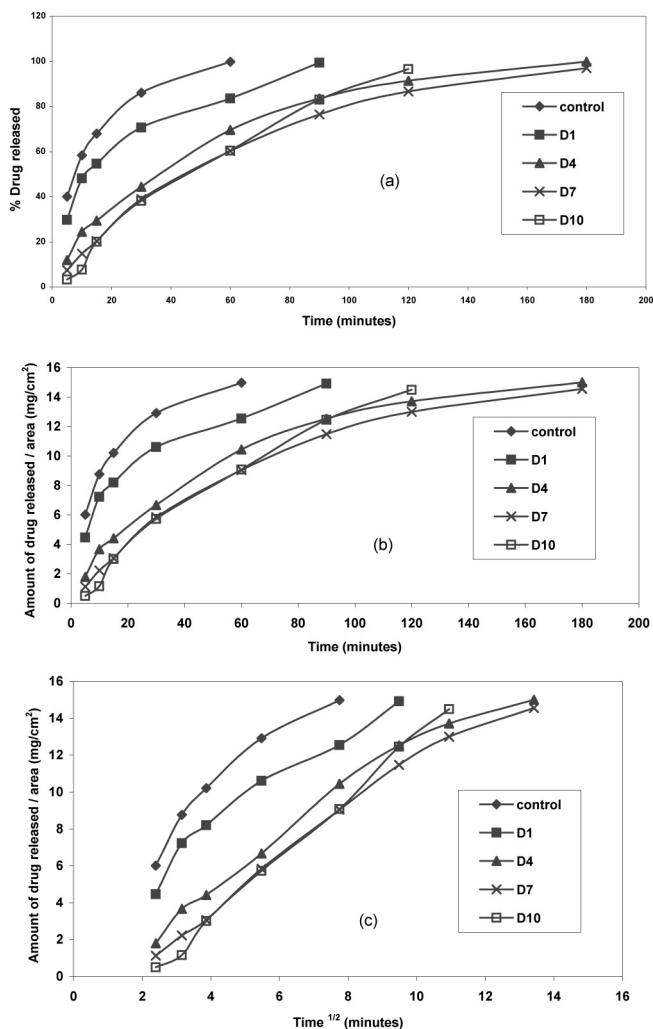 120
100
80
60
40
20
0
% Drug released
0 20 40 60 80 100 120 140 160 180 200
Time (minutes)
(a)
control
D1
D4
D7
D10
16
14
12
10
8
6
4
2
0
Amount of drug released / area (mg/cm²)
0 20 40 60 80 100 120 140 160 180 200
Time (minutes)
(b)
control
D1
D4
D7
D10
16
14
12
10
8
6
4
2
0
Amount of drug released / area (mg/cm²)
0 2 4 6 8 10 12 14 16
Time ¹/² (minutes)
(c)
control
D1
D4
D7
D10